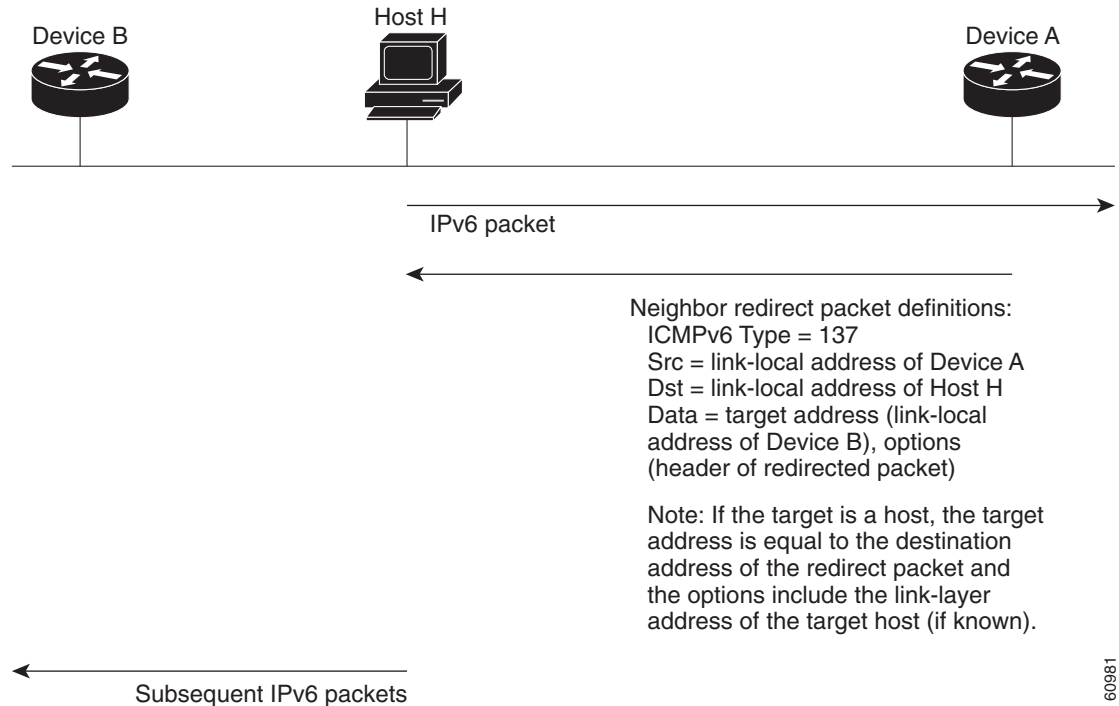 Device B
Host H
Device A
IPv6 packet
Neighbor redirect packet definitions:
ICMPv6 Type = 137
Src = link-local address of Device A
Dst = link-local address of Host H
Data = target address (link-local
address of Device B), options
(header of redirected packet)
Note: If the target is a host, the target
address is equal to the destination
address of the redirect packet and
the options include the link-layer
address of the target host (if known).
Subsequent IPv6 packets
60981